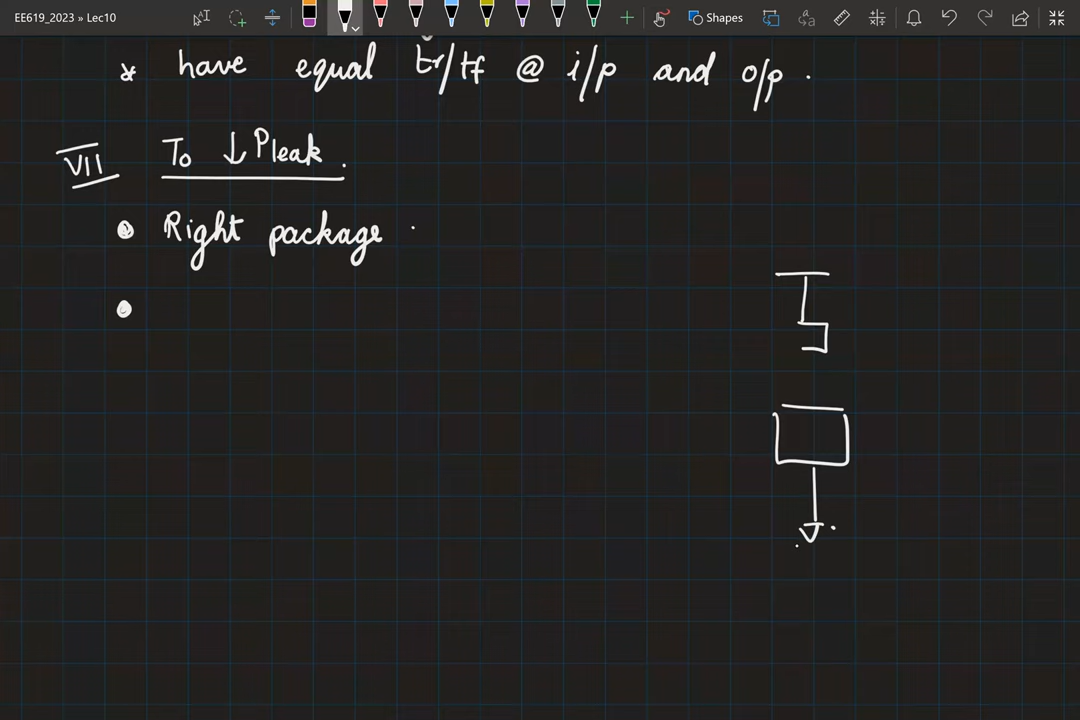 EE619_2023 » Lec10
Shapes
* have equal tr/tf @ i/p and o/p.
VII To ↓ Pleak.
• Right package.
•